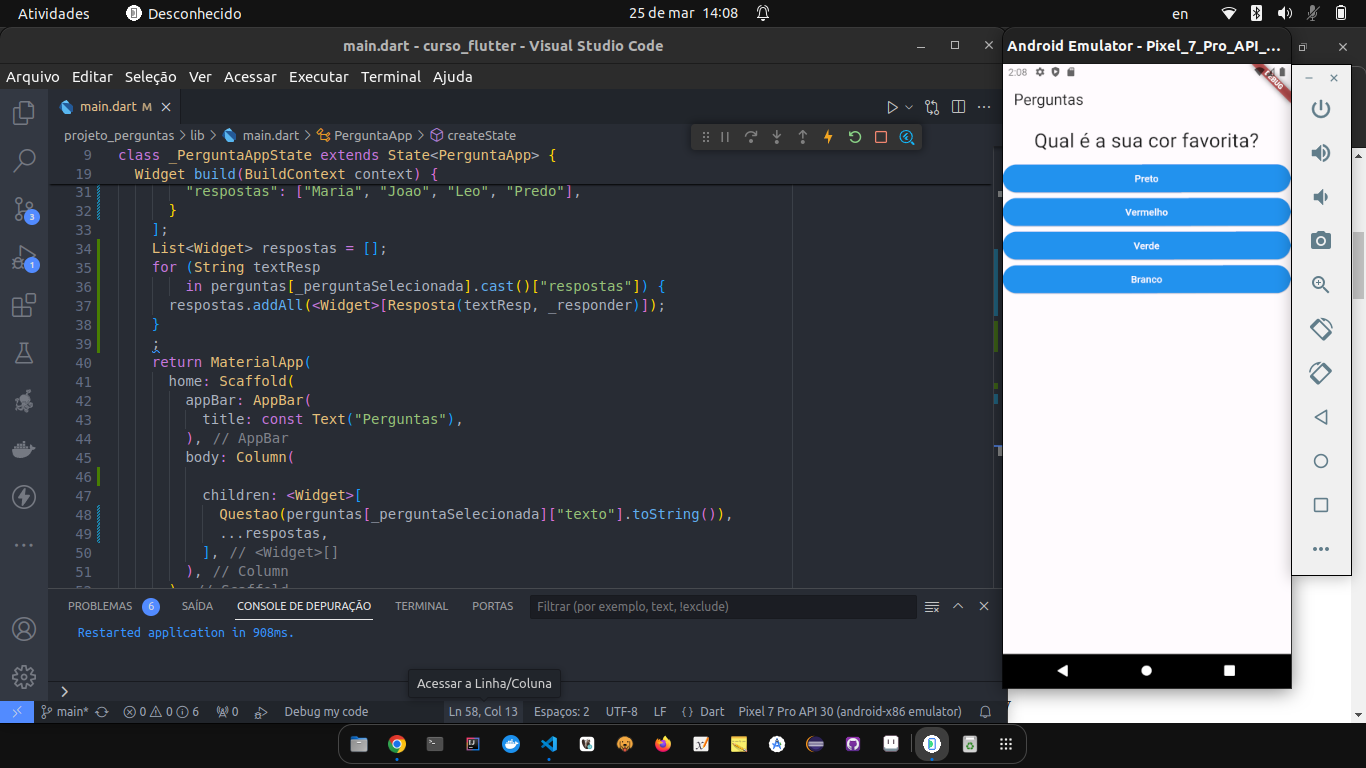 Atividades
Desconhecido
25 de mar 14:08
en
main.dart - curso_flutter - Visual Studio Code
Arquivo Editar Seleção Ver Acessar Executar Terminal Ajuda
main.dart M
projeto_perguntas > lib > main.dart > PerguntaApp > createState
9 class _PerguntaAppState extends State<PerguntaApp> {
19 Widget build(BuildContext context) {
31 "respostas": ["Maria", "Joao", "Leo", "Predo"],
32 }
33 ];
34 List<Widget> respostas = [];
35 for (String textResp
36 in perguntas[_perguntaSelecionada].cast()["respostas"]) {
37 respostas.addAll(<Widget>[Resposta(textResp, _responder)]);
38 }
39 ;
40 return MaterialApp(
41 home: Scaffold(
42 appBar: AppBar(
43 title: const Text("Perguntas"),
44 ), // AppBar
45 body: Column(
46
47 children: <Widget>[
48 Questao(perguntas[_perguntaSelecionada]["texto"].toString()),
49 ...respostas,
50 ], // <Widget>[]
51 ), // Column
3
1
PROBLEMAS 6 SAÍDA CONSOLE DE DEPURAÇÃO TERMINAL PORTAS
Filtrar (por exemplo, text, !exclude)
Restarted application in 908ms.
Acessar a Linha/Coluna
main* 0 0 6 0 Debug my code Ln 58, Col 13 Espaços: 2 UTF-8 LF {} Dart Pixel 7 Pro API 30 (android-x86 emulator)
Android Emulator - Pixel_7_Pro_API_...
2:08
DEBUG
Perguntas
Qual é a sua cor favorita?
Preto
Vermelho
Verde
Branco